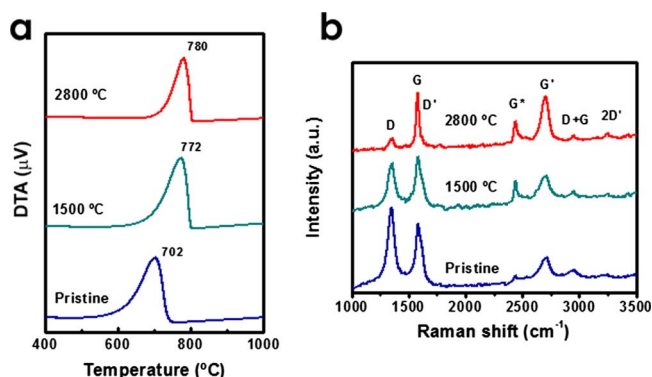 a
780
2800 ºC
772
1500 ºC
702
Pristine
DTA (μV)
400 600 800 1000
Temperature (ºC)
b
G
G'
D
D'
G*
2800 ºC
D+G
2D'
1500 ºC
Pristine
Intensity (a.u.)
1000 1500 2000 2500 3000 3500
Raman shift (cm⁻¹)